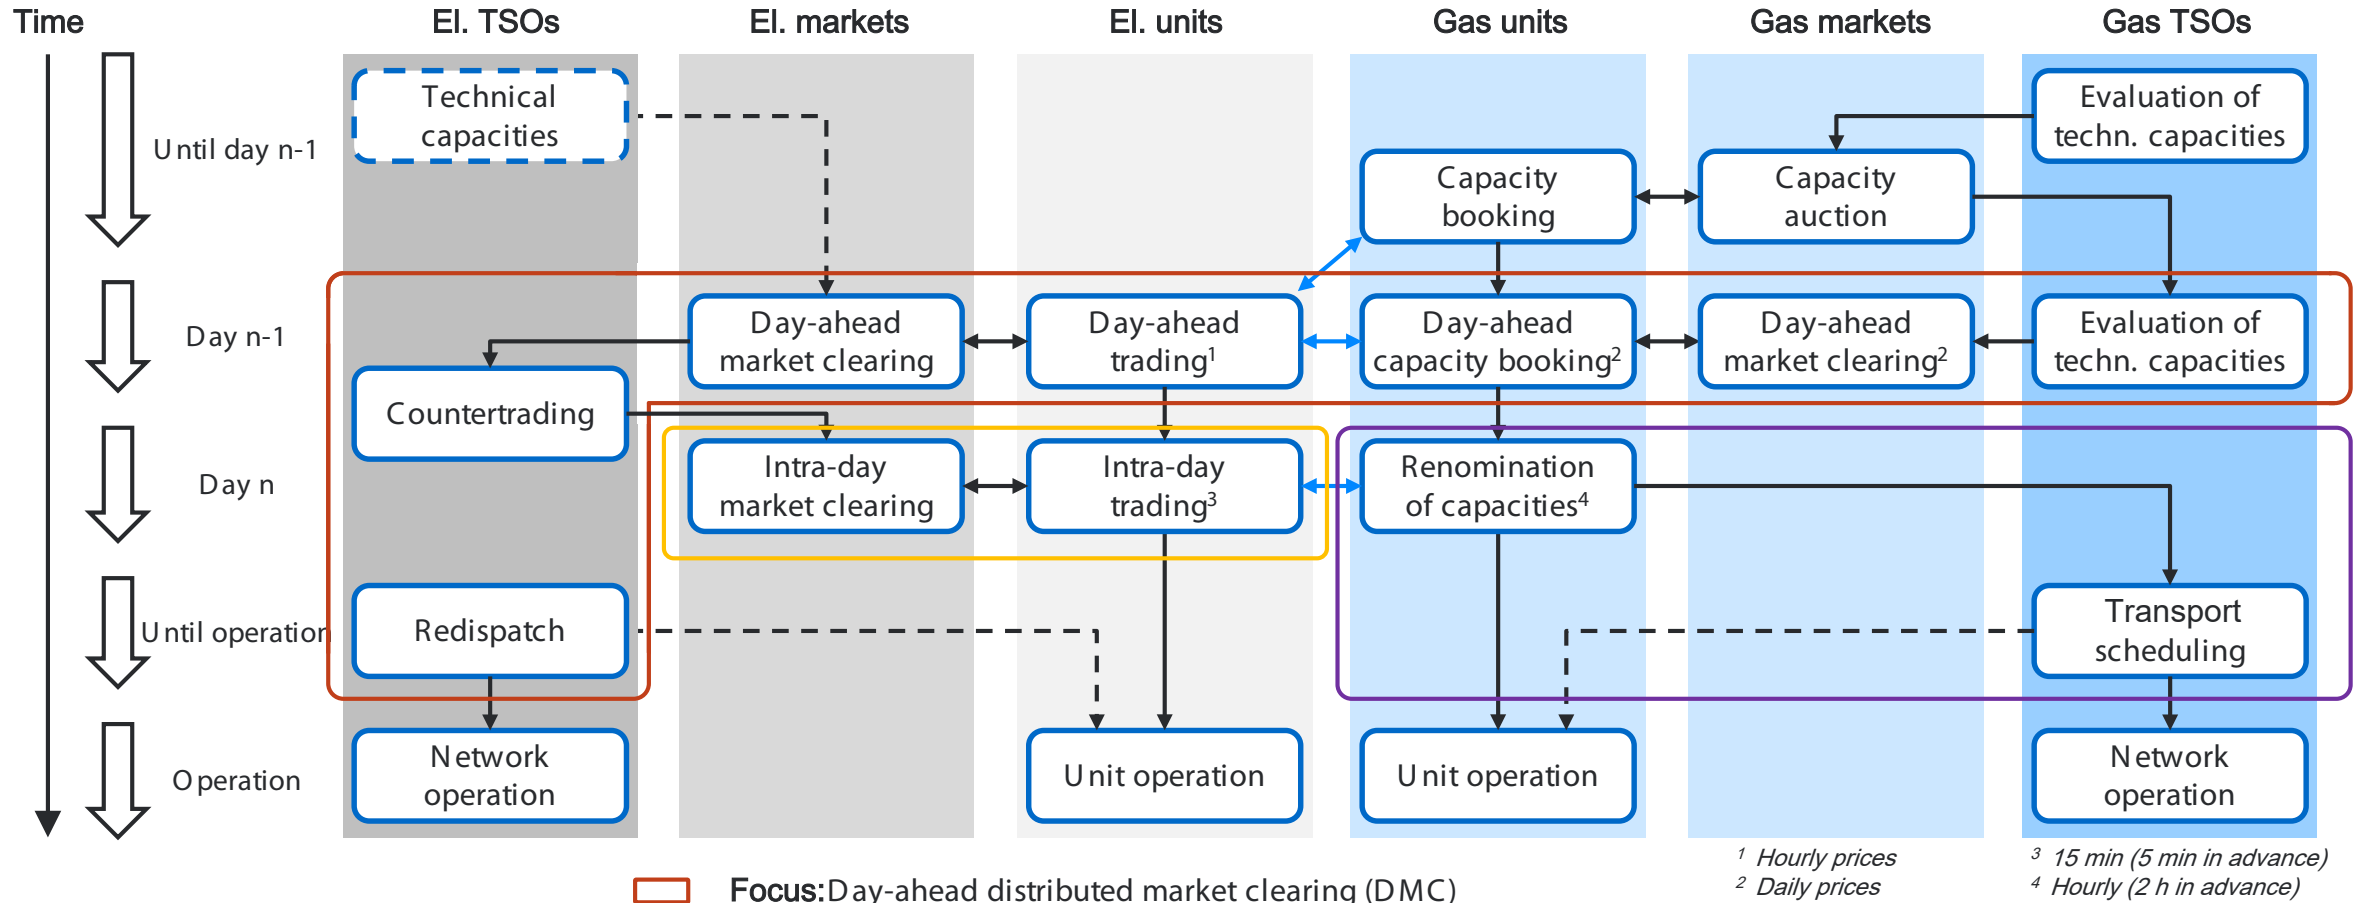 Time
El. TSOs
El. markets
El. units
Gas units
Gas markets
Gas TSOs
Until day n-1
Technical
capacities
Evaluation of
techn. capacities
Capacity
booking
Capacity
auction
Day n-1
Day-ahead
market clearing
Day-ahead
trading¹
Day-ahead
capacity booking²
Day-ahead
market clearing²
Evaluation of
techn. capacities
Countertrading
Day n
Intra-day
market clearing
Intra-day
trading³
Renomination
of capacities⁴
Until operation
Redispatch
Transport
scheduling
Operation
Network
operation
Unit operation
Unit operation
Network
operation
Focus:Day-ahead distributed market clearing (DMC)
¹ Hourly prices
² Daily prices
³ 15 min (5 min in advance)
⁴ Hourly (2 h in advance)